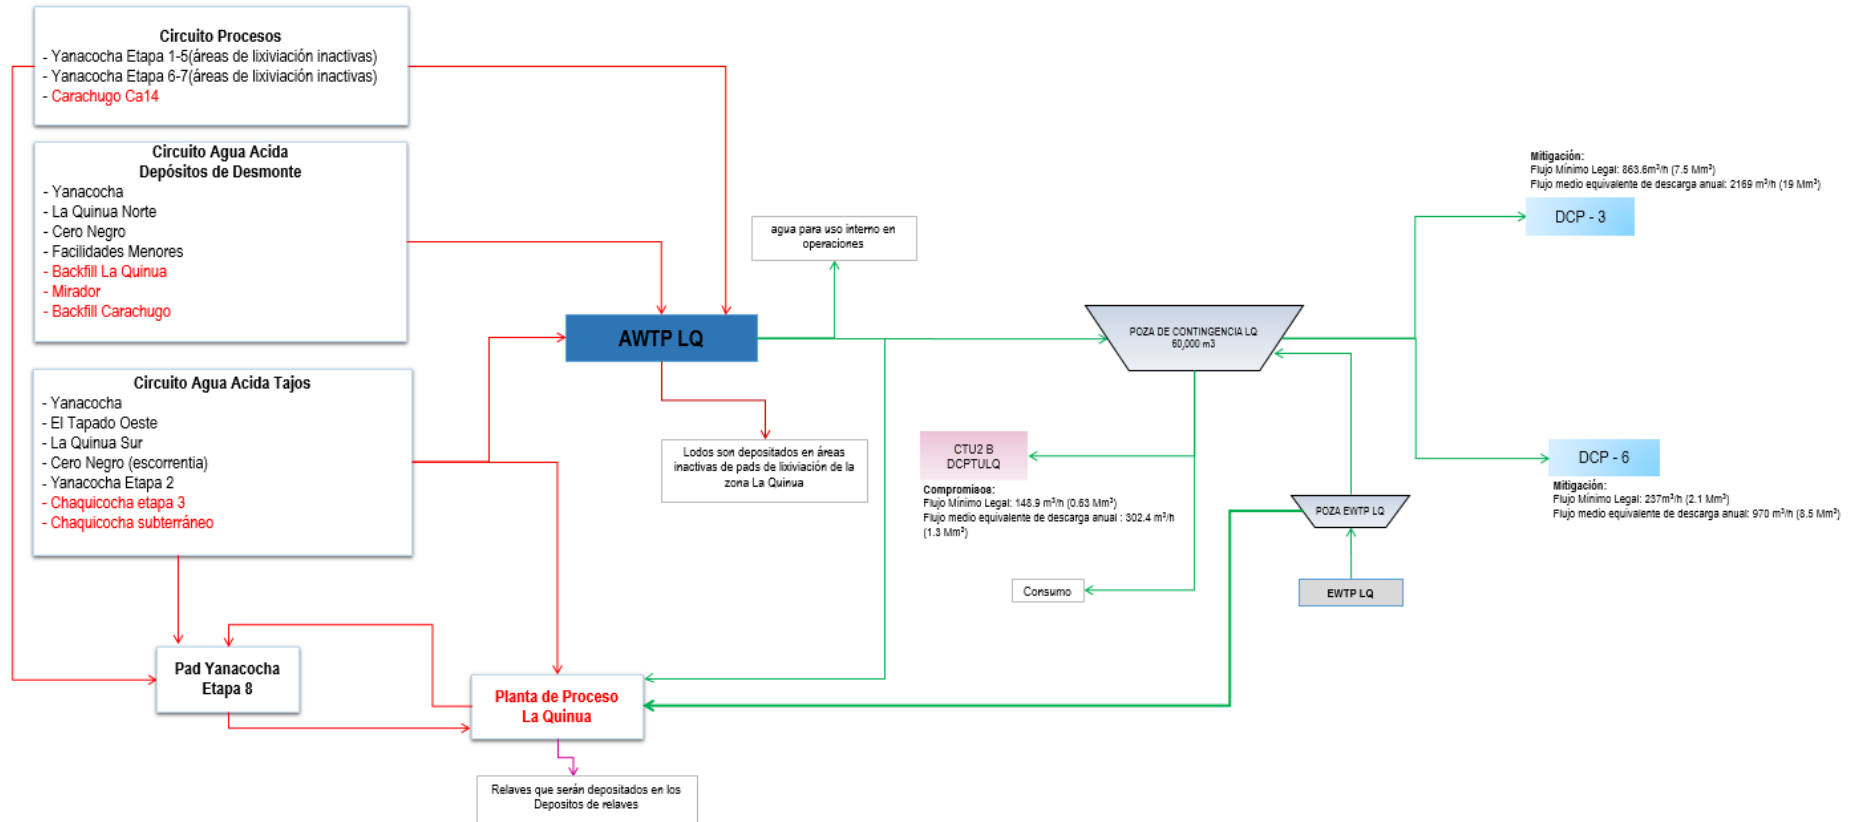 Circuito Procesos
- Yanacocha Etapa 1-5(áreas de lixiviación inactivas)
- Yanacocha Etapa 6-7(áreas de lixiviación inactivas)
- Carachugo Ca14
Circuito Agua Acida
Depósitos de Desmonte
- Yanacocha
- La Quinua Norte
- Cero Negro
- Facilidades Menores
- Backfill La Quinua
- Mirador
- Backfill Carachugo
Circuito Agua Acida Tajos
- Yanacocha
- El Tapado Oeste
- La Quinua Sur
- Cero Negro (escorrentia)
- Yanacocha Etapa 2
- Chaquicocha etapa 3
- Chaquicocha subterráneo
Pad Yanacocha
Etapa 8
Planta de Proceso
La Quinua
Relaves que serán depositados en los
Depositos de relaves
AWTP LQ
agua para uso interno en
operaciones
Lodos son depositados en áreas
inactivas de pads de lixiviación de la
zona La Quinua
POZA DE CONTINGENCIA LQ
60,000 m3
CTU2 B
DCPTULQ
Compromisos:
Flujo Mínimo Legal: 148.9 m³/h (0.63 Mm³)
Flujo medio equivalente de descarga anual : 302.4 m³/h
(1.3 Mm³)
Consumo
Mitigación:
Flujo Mínimo Legal: 863.6m³/h (7.5 Mm³)
Flujo medio equivalente de descarga anual: 2169 m³/h (19 Mm³)
DCP - 3
DCP - 6
Mitigación:
Flujo Mínimo Legal: 237m³/h (2.1 Mm³)
Flujo medio equivalente de descarga anual: 970 m³/h (8.5 Mm³)
POZA EWTP LQ
EWTP LQ